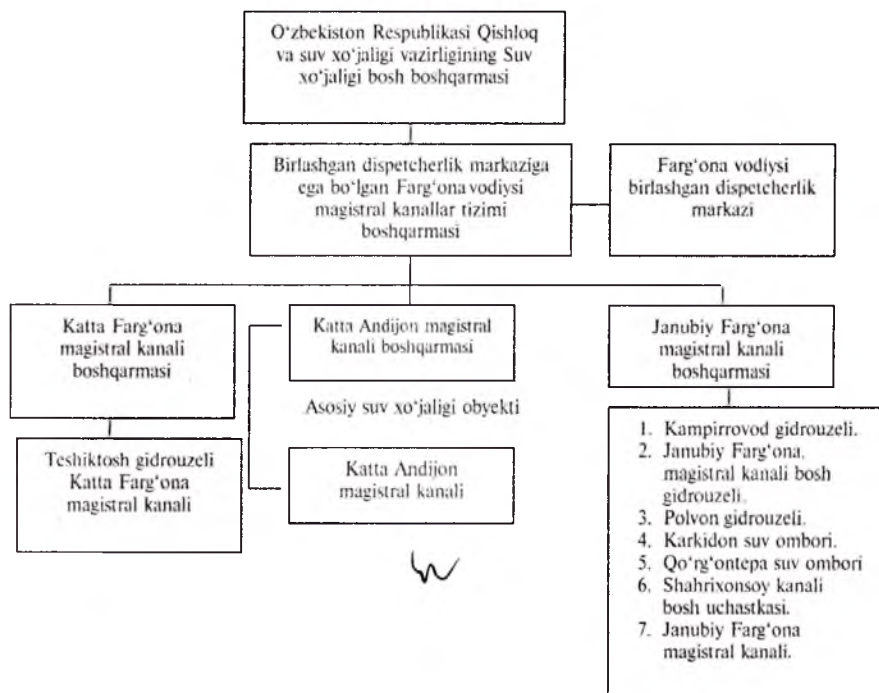 O‘zbekiston Respublikasi Qishloq
va suv xo‘jaligi vazirligining Suv
xo‘jaligi bosh boshqarmasi
Birlashgan dispetcherlik markaziga
ega bo‘lgan Farg‘ona vodiysi
magistral kanallar tizimi
boshqarmasi
Farg‘ona vodiysi
birlashgan dispetcherlik
markazi
Katta Farg‘ona
magistral kanali
boshqarmasi
Katta Andijon magistral
kanali boshqarmasi
Janubiy Farg‘ona
magistral kanali
boshqarmasi
Asosiy suv xo‘jaligi obyekti
Teshiktosh gidrouzeli
Katta Farg‘ona
magistral kanali
Katta Andijon
magistral kanali
1. Kampirrovod gidrouzeli.
2. Janubiy Farg‘ona,
magistral kanali bosh
gidrouzeli.
3. Polvon gidrouzeli.
4. Karkidon suv ombori.
5. Qo‘rg‘ontepa suv ombori
6. Shahrixonsoy kanali
bosh uchastkasi.
7. Janubiy Farg‘ona
magistral kanali.